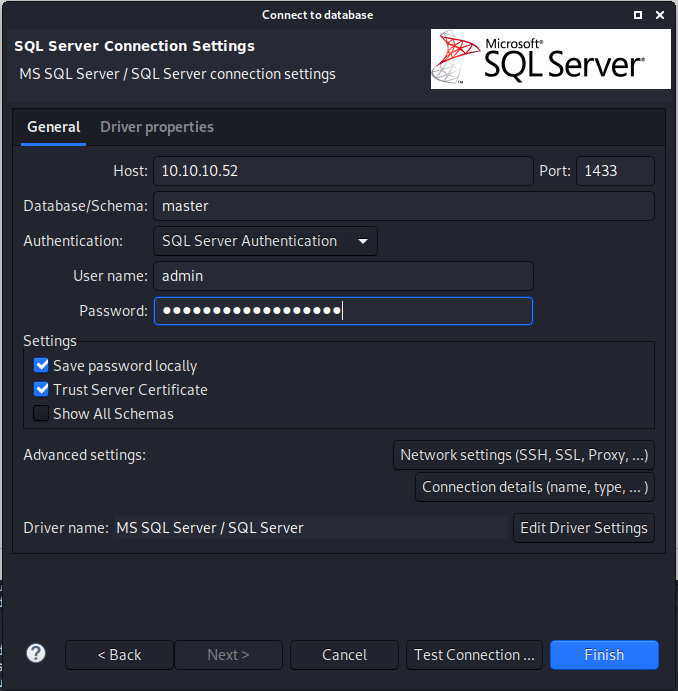 Connect to database
SQL Server Connection Settings
MS SQL Server / SQL Server connection settings
Microsoft®
SQL Server®
General Driver properties
Host: 10.10.10.52 Port: 1433
Database/Schema: master
Authentication: SQL Server Authentication
User name: admin
Password: ●●●●●●●●●●●●●●●●●●
Settings
Save password locally
Trust Server Certificate
Show All Schemas
Advanced settings: Network settings (SSH, SSL, Proxy, ...)
Connection details (name, type, ... )
Driver name: MS SQL Server / SQL Server Edit Driver Settings
? < Back Next > Cancel Test Connection ... Finish